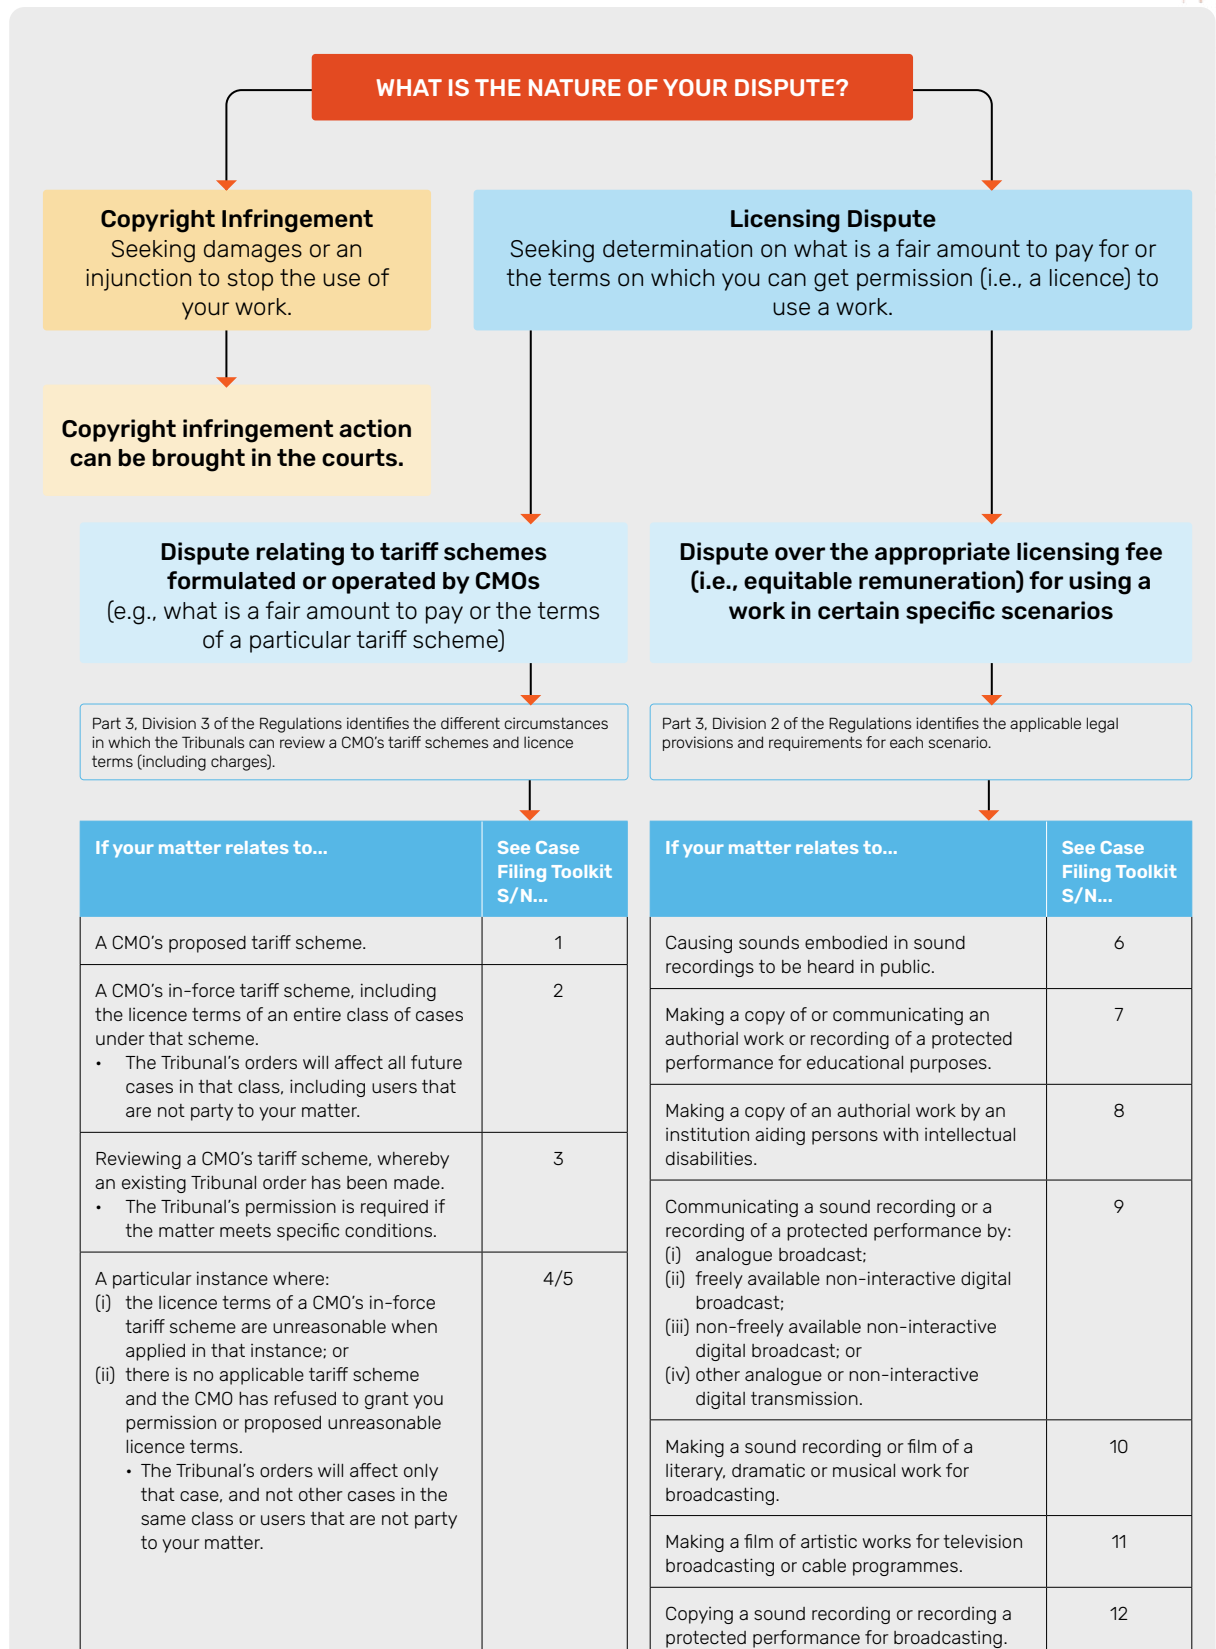 WHAT IS THE NATURE OF YOUR DISPUTE?
Copyright Infringement
Seeking damages or an
injunction to stop the use of
your work.
Licensing Dispute
Seeking determination on what is a fair amount to pay for or
the terms on which you can get permission (i.e., a licence) to
use a work.
Copyright infringement action
can be brought in the courts.
Dispute relating to tariff schemes
formulated or operated by CMOs
(e.g., what is a fair amount to pay or the terms
of a particular tariff scheme)
Dispute over the appropriate licensing fee
(i.e., equitable remuneration) for using a
work in certain specific scenarios
Part 3, Division 3 of the Regulations identifies the different circumstances
in which the Tribunals can review a CMO's tariff schemes and licence
terms (including charges).
Part 3, Division 2 of the Regulations identifies the applicable legal
provisions and requirements for each scenario.
If your matter relates to...
See Case
Filing Toolkit
S/N...
A CMO's proposed tariff scheme.
1
A CMO's in-force tariff scheme, including
the licence terms of an entire class of cases
under that scheme.
• The Tribunal's orders will affect all future
cases in that class, including users that
are not party to your matter.
2
Reviewing a CMO's tariff scheme, whereby
an existing Tribunal order has been made.
• The Tribunal's permission is required if
the matter meets specific conditions.
3
A particular instance where:
(i) the licence terms of a CMO's in-force
tariff scheme are unreasonable when
applied in that instance; or
(ii) there is no applicable tariff scheme
and the CMO has refused to grant you
permission or proposed unreasonable
licence terms.
• The Tribunal's orders will affect only
that case, and not other cases in the
same class or users that are not party
to your matter.
4/5
If your matter relates to...
See Case
Filing Toolkit
S/N...
Causing sounds embodied in sound
recordings to be heard in public.
6
Making a copy of or communicating an
authorial work or recording of a protected
performance for educational purposes.
7
Making a copy of an authorial work by an
institution aiding persons with intellectual
disabilities.
8
Communicating a sound recording or a
recording of a protected performance by:
(i) analogue broadcast;
(ii) freely available non-interactive digital
broadcast;
(iii) non-freely available non-interactive
digital broadcast; or
(iv) other analogue or non-interactive
digital transmission.
9
Making a sound recording or film of a
literary, dramatic or musical work for
broadcasting.
10
Making a film of artistic works for television
broadcasting or cable programmes.
11
Copying a sound recording or recording a
protected performance for broadcasting.
12